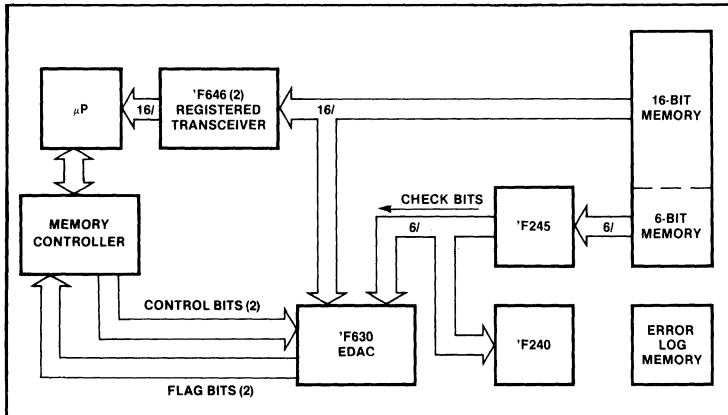 μP
16/
'F646 (2)
REGISTERED
TRANSCEIVER
16/
16-BIT
MEMORY
CHECK BITS
MEMORY
CONTROLLER
6/
'F245
6/
6-BIT
MEMORY
CONTROL BITS (2)
'F630
EDAC
'F240
ERROR
LOG
MEMORY
FLAG BITS (2)